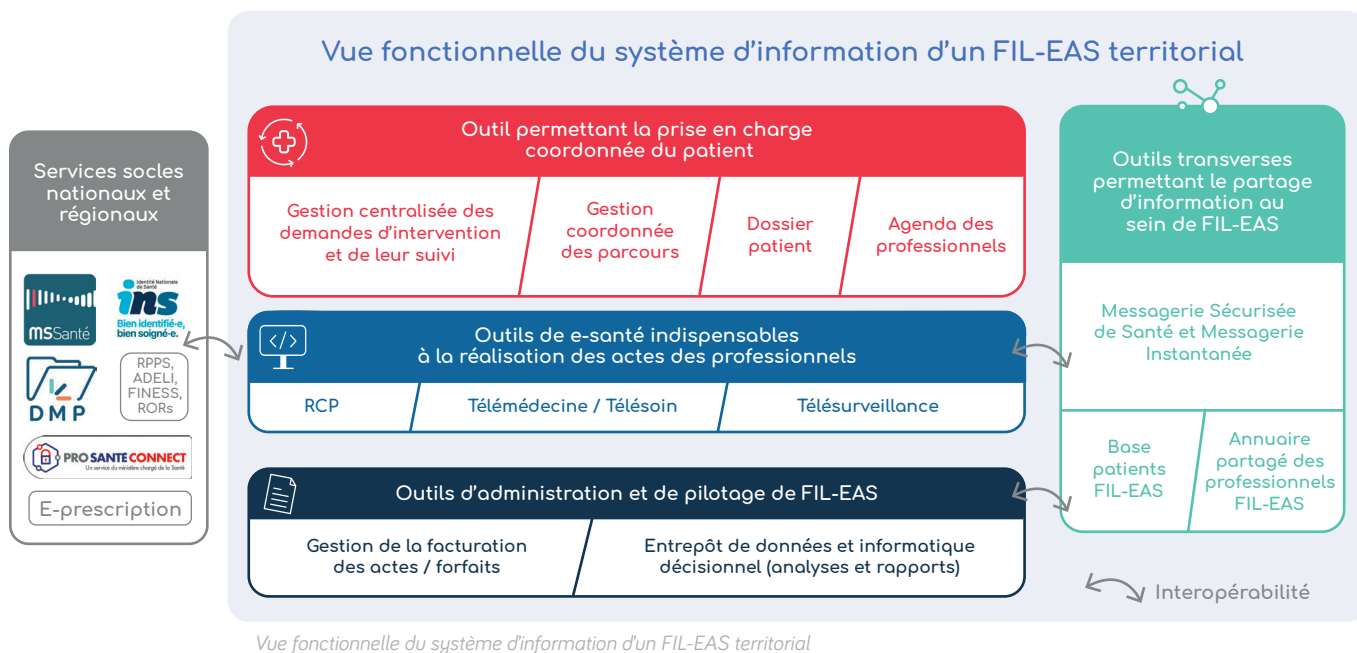 Vue fonctionnelle du système d'information d'un FIL-EAS territorial
Services socles
nationaux et
régionaux
MSSanté
Identité Nationale
de Santé
ins
Bien identifié·e,
bien soigné·e.
DMP
RPPS,
ADELI,
FINESS,
RORs
PRO SANTE CONNECT
Un service du ministère chargé de la Santé
E-prescription
Outil permettant la prise en charge
coordonnée du patient
Gestion centralisée des
demandes d'intervention
et de leur suivi
Gestion
coordonnée
des parcours
Dossier
patient
Agenda des
professionnels
</>
Outils de e-santé indispensables
à la réalisation des actes des professionnels
RCP
Télémédecine / Télésoin
Télésurveillance
Outils d'administration et de pilotage de FIL-EAS
Gestion de la facturation
des actes / forfaits
Entrepôt de données et informatique
décisionnel (analyses et rapports)
Outils transverses
permettant le partage
d'information au
sein de FIL-EAS
Messagerie Sécurisée
de Santé et Messagerie
Instantanée
Base
patients
FIL-EAS
Annuaire
partagé des
professionnels
FIL-EAS
Interopérabilité
Vue fonctionnelle du système d'information d'un FIL-EAS territorial